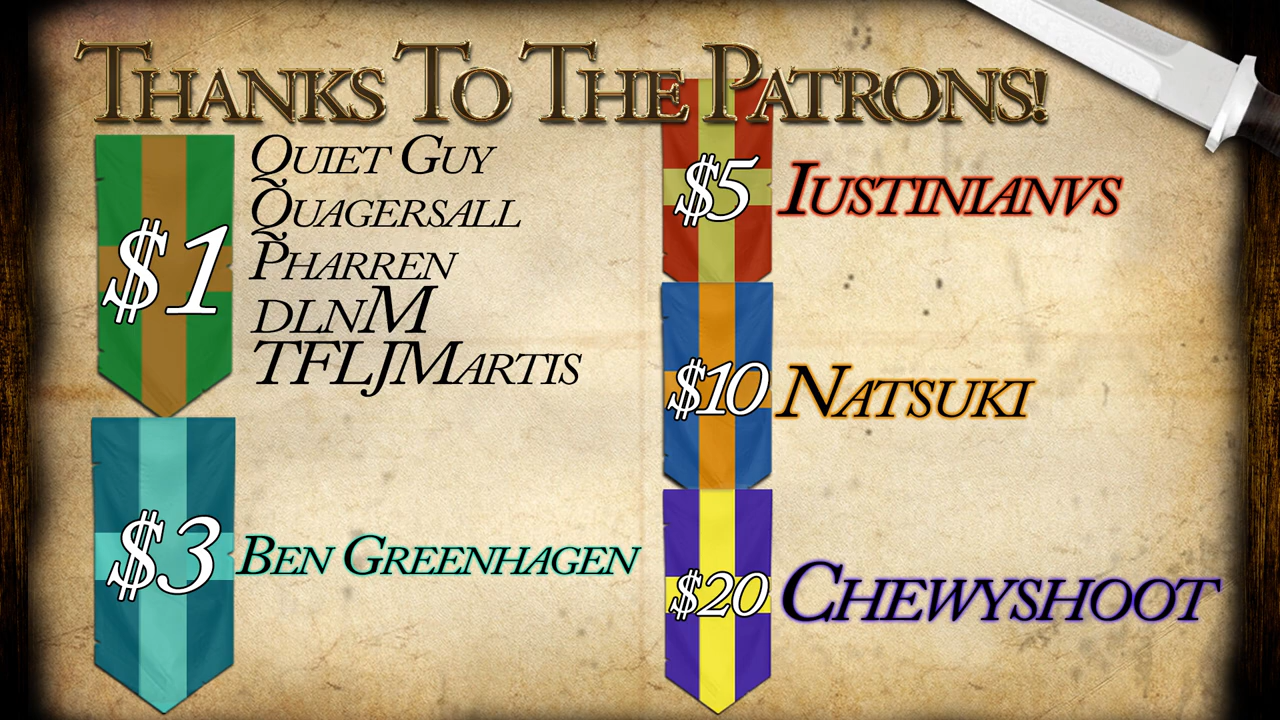 Thanks To The Patrons!
$1
Quiet Guy
Quagersall
Pharren
dlnM
TFLJMartis
$3
Ben Greenhagen
$5
Iustinianvs
$10
Natsuki
$20
Chewyshoot